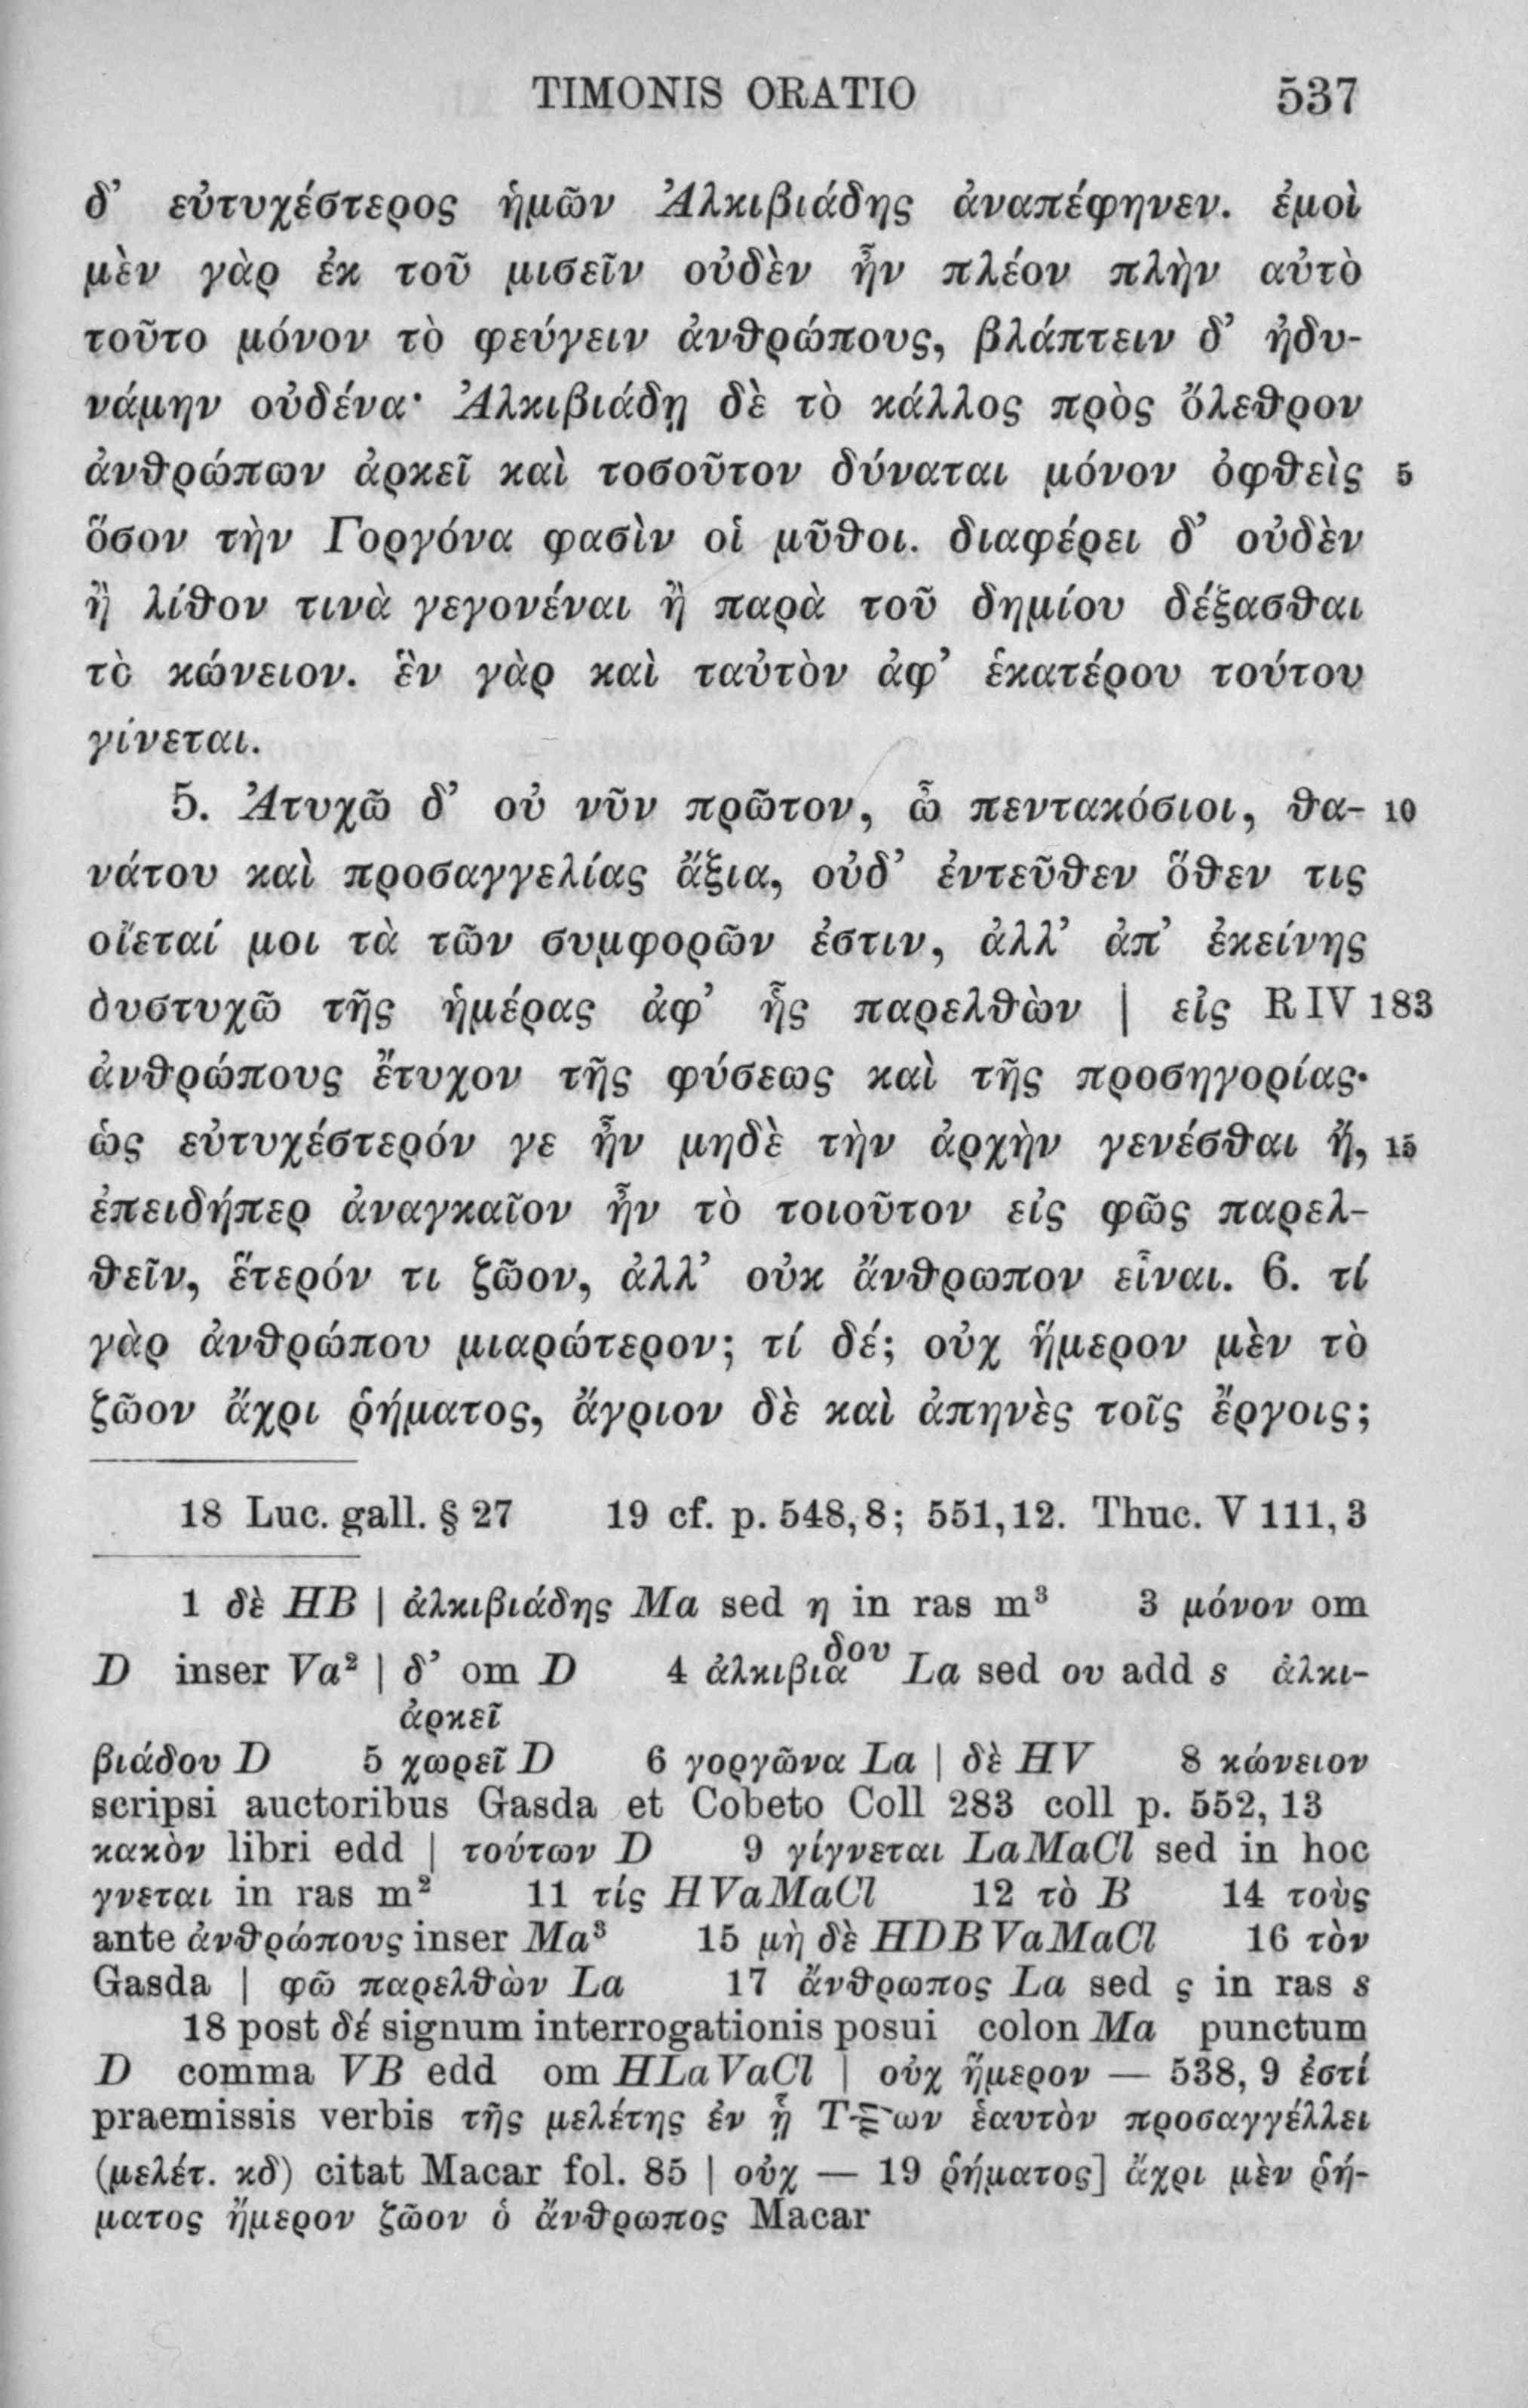 TIMONIS ORATIO 537
δ’ εὐτυχέστερος ἡμῶν Ἀλκιβιάδης ἀναπέφηνεν. ἐμοὶ
μὲν γὰρ ἐκ τοῦ μισεῖν οὐδὲν ἦν πλέον πλὴν αὐτὸ
τοῦτο μόνον τὸ φεύγειν ἀνθρώπους, βλάπτειν δ’ ἠδυ-
νάμην οὐδένα· Ἀλκιβιάδῃ δὲ τὸ κάλλος πρὸς ὄλεθρον
ἀνθρώπων ἀρκεῖ καὶ τοσοῦτον δύναται μόνον ὀφθεὶς 5
ὅσον τὴν Γοργόνα φασὶν οἱ μῦθοι. διαφέρει δ’ οὐδὲν
ἢ λίθον τινὰ γεγονέναι ἢ παρὰ τοῦ δημίου δέξασθαι
τὸ κώνειον. ἓν γὰρ καὶ ταὐτὸν ἀφ’ ἑκατέρου τούτου
γίνεται.
5. Ἀτυχῶ δ’ οὐ νῦν πρῶτον, ὦ πεντακόσιοι, θα- 10
νάτου καὶ προσαγγελίας ἄξια, οὐδ’ ἐντεῦθεν ὅθεν τις
οἴεταί μοι τὰ τῶν συμφορῶν ἐστιν, ἀλλ’ ἀπ’ ἐκείνης
δυστυχῶ τῆς ἡμέρας ἀφ’ ἧς παρελθὼν | εἰς R IV 183
ἀνθρώπους ἔτυχον τῆς φύσεως καὶ τῆς προσηγορίας·
ὡς εὐτυχέστερόν γε ἦν μηδὲ τὴν ἀρχὴν γενέσθαι ἤ, 15
ἐπειδήπερ ἀναγκαῖον ἦν τὸ τοιοῦτον εἰς φῶς παρελ-
θεῖν, ἕτερόν τι ζῶον, ἀλλ’ οὐκ ἄνθρωπον εἶναι. 6. τί
γὰρ ἀνθρώπου μιαρώτερον; τί δέ; οὐχ ἥμερον μὲν τὸ
ζῶον ἄχρι ῥήματος, ἄγριον δὲ καὶ ἀπηνὲς τοῖς ἔργοις;
18 Luc. gall. § 27 19 cf. p. 548, 8; 551, 12. Thuc. V 111, 3
1 δὲ HB | ἀλκιβιάδης Ma sed η in ras m³ 3 μόνον om
D inser Va² | δ’ om D 4 ἀλκιβιαδου La sed ου add s ἀλκι-
ἀρκεῖ
βιάδου D 5 χωρεῖ D 6 γοργῶνα La | δὲ HV 8 κώνειον
scripsi auctoribus Gasda et Cobeto Coll 283 coll p. 552, 13
κακὸν libri edd | τούτων D 9 γίγνεται LaMaCl sed in hoc
γνεται in ras m² 11 τίς HVaMaCl 12 τὸ B 14 τοὺς
ante ἀνθρώπους inser Ma³ 15 μὴ δὲ HDBVaMaCl 16 τὸν
Gasda | φῶ παρελθὼν La 17 ἄνθρωπος La sed ς in ras s
18 post δέ signum interrogationis posui colon Ma punctum
D comma VB edd om HLaVaCl | οὐχ ἥμερον — 538, 9 ἐστί
praemissis verbis τῆς μελέτης ἐν ᾗ ἑαυτὸν προσαγγέλλει
(μελέτ. κδ) citat Macar fol. 85 | οὐχ — 19 ῥήματος] ἄχρι μὲν ῥή-
ματος ἥμερον ζῶον ὁ ἄνθρωπος Macar